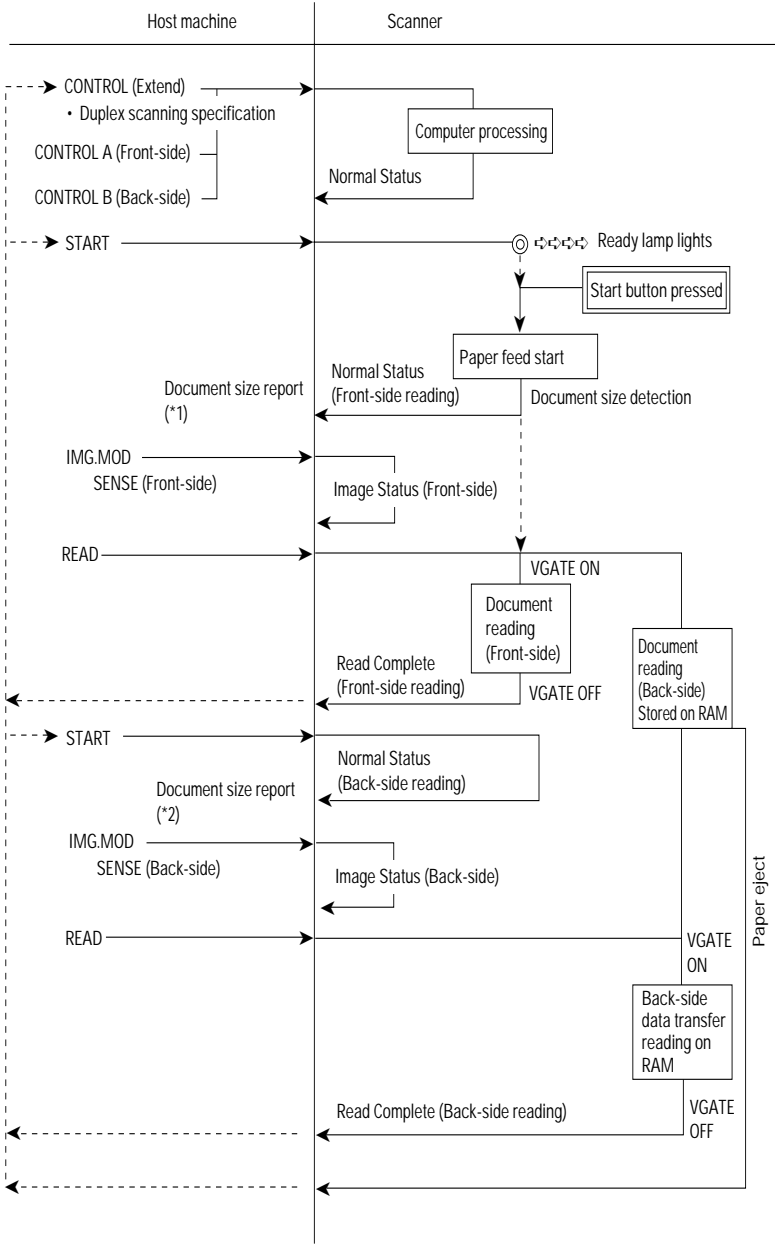 Host machine
Scanner
CONTROL (Extend)
• Duplex scanning specification
Computer processing
CONTROL A (Front-side)
Normal Status
CONTROL B (Back-side)
START
Ready lamp lights
Start button pressed
Paper feed start
Normal Status
(Front-side reading)
Document size report
(*1)
Document size detection
IMG.MOD
SENSE (Front-side)
Image Status (Front-side)
READ
VGATE ON
Document
reading
(Front-side)
Document
reading
(Back-side)
Stored on RAM
Read Complete
(Front-side reading)
VGATE OFF
START
Normal Status
(Back-side reading)
Document size report
(*2)
IMG.MOD
SENSE (Back-side)
Image Status (Back-side)
Paper eject
READ
VGATE
ON
Back-side
data transfer
reading on
RAM
Read Complete (Back-side reading)
VGATE
OFF